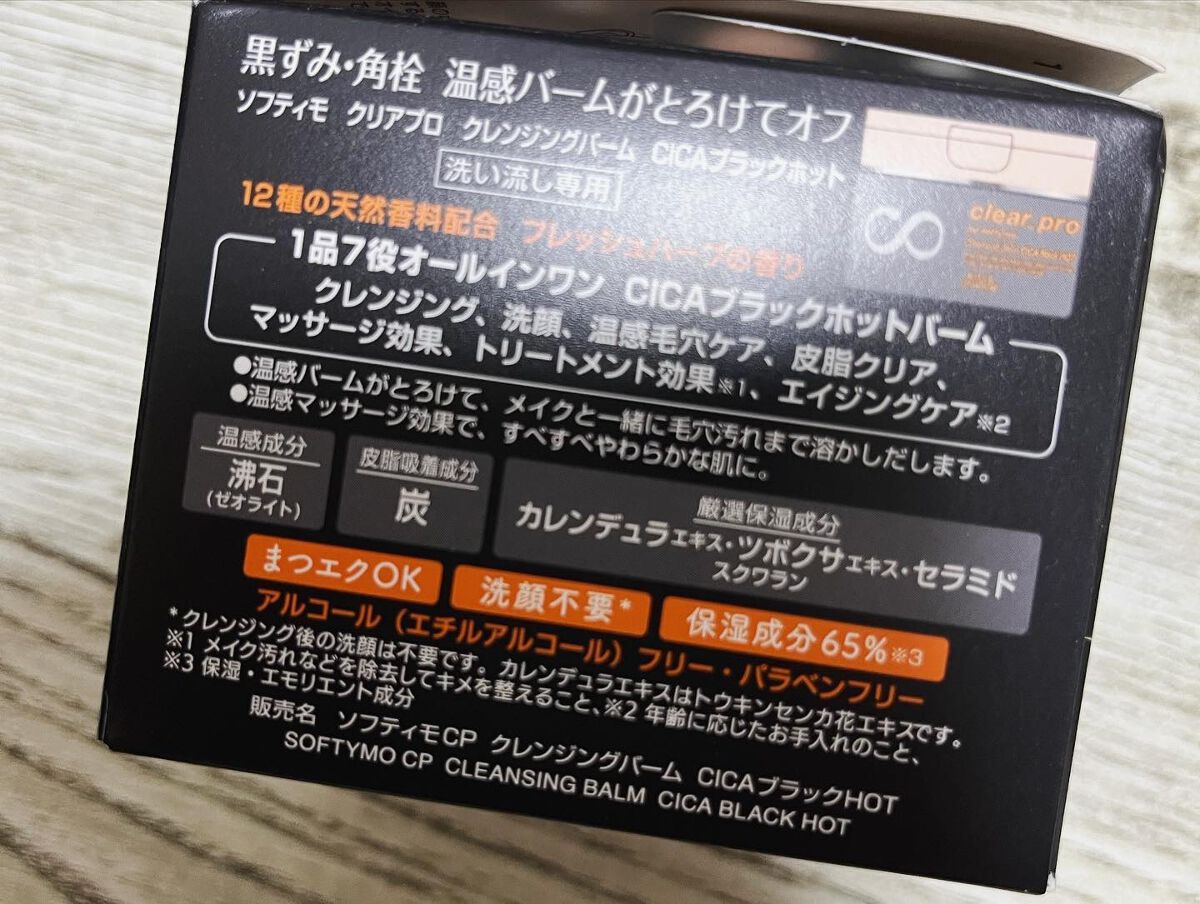 黒ずみ・角栓 温感バームがとろけてオフ
ソフティモ クリアプロ クレンジングバーム CICAブラックホット
洗い流し専用
12種の天然香料配合 フレッシュハーブの香り
clear.pro
1品7役オールインワン CICAブラックホットバーム
クレンジング、洗顔、温感毛穴ケア、皮脂クリア、
マッサージ効果、トリートメント効果※1、エイジングケア※2
●温感バームがとろけて、メイクと一緒に毛穴汚れまで溶かしだします。
●温感マッサージ効果で、すべすべやわらかな肌に。
温感成分
沸石
(ゼオライト)
皮脂吸着成分
炭
厳選保湿成分
カレンデュラエキス・ツボクサエキス・セラミド
スクワラン
まつエクOK
洗顔不要*
保湿成分65%※3
アルコール（エチルアルコール）フリー・パラベンフリー
*クレンジング後の洗顔は不要です。カレンデュラエキスはトウキンセンカ花エキスです。
※1 メイク汚れなどを除去してキメを整えること、※2 年齢に応じたお手入れのこと、
※3 保湿・エモリエント成分
販売名 ソフティモCP クレンジングバーム CICAブラックHOT
SOFTYMO CP CLEANSING BALM CICA BLACK HOT